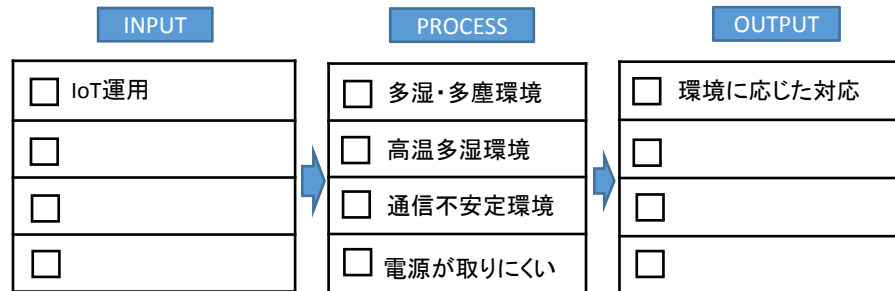 INPUT
PROCESS
OUTPUT
IoT運用
多湿・多塵環境
環境に応じた対応
高温多湿環境
通信不安定環境
電源が取りにくい